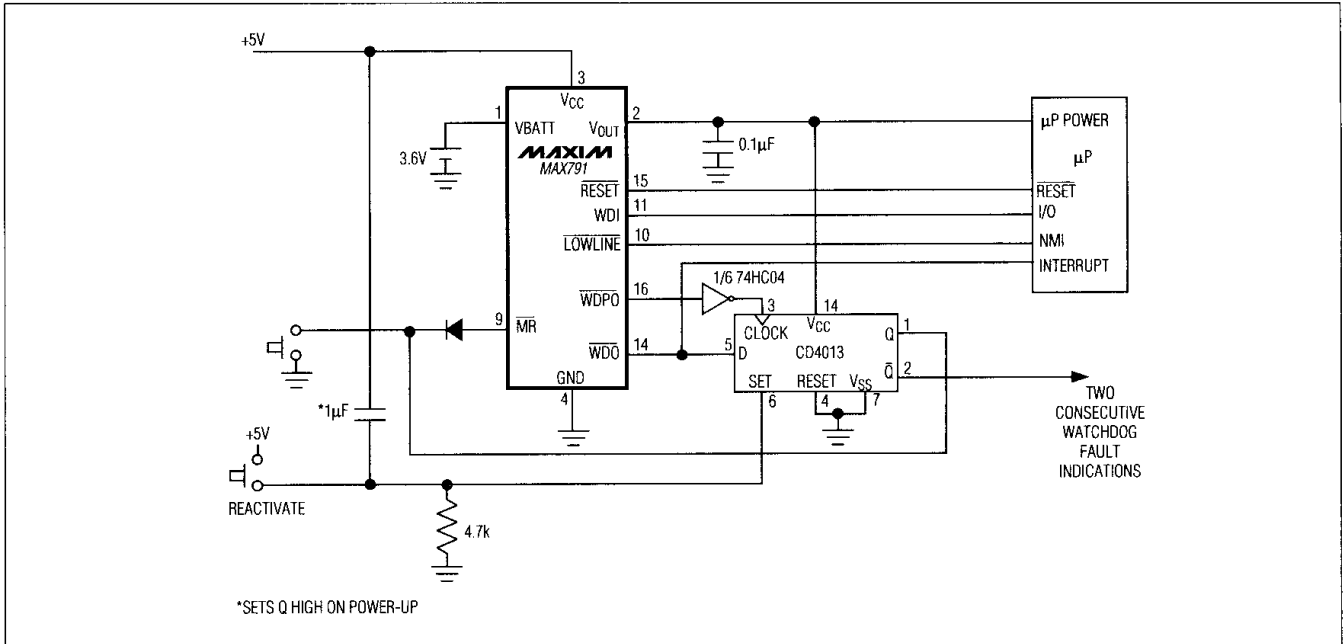 +5V
3
VCC
1
VBATT
VOUT
2
3.6V
MAXIM
MAX791
0.1µF
µP POWER
µP
RESET
15
RESET
WDI
11
I/O
LOWLINE
10
NMI
INTERRUPT
1/6 74HC04
WDPO
16
3
14
CLOCK
VCC
Q
1
9
MR
WDO
14
5
D
CD4013
Q
2
GND
4
SET
RESET
VSS
6
4
7
TWO
CONSECUTIVE
WATCHDOG
FAULT
INDICATIONS
*1µF
+5V
REACTIVATE
4.7k
*SETS Q HIGH ON POWER-UP